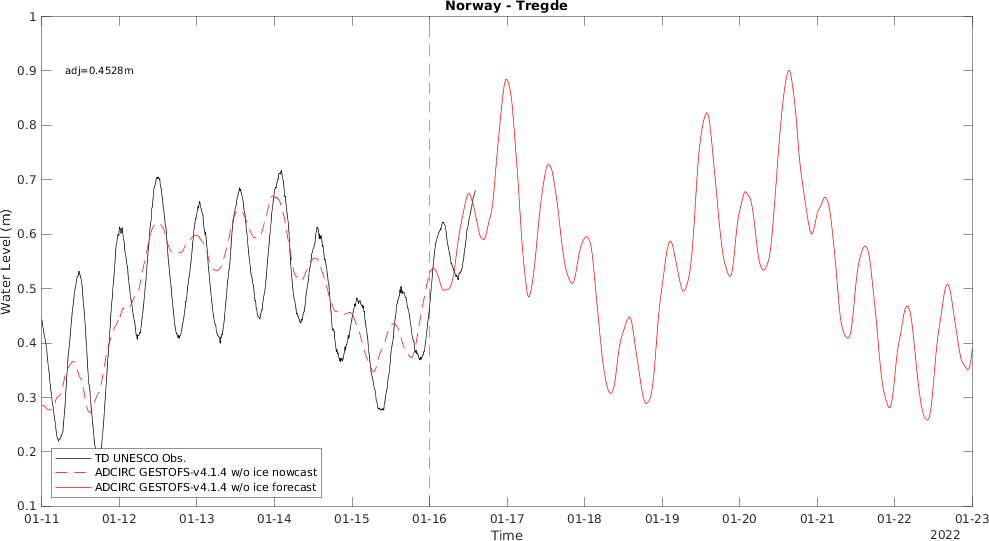 Norway - Tregde
1
0.9
0.8
0.7
0.6
0.5
0.4
0.3
0.2
0.1
Water Level (m)
adj=0.4528m
TD UNESCO Obs.
ADCIRC GESTOFS-v4.1.4 w/o ice nowcast
ADCIRC GESTOFS-v4.1.4 w/o ice forecast
01-11 01-12 01-13 01-14 01-15 01-16 01-17 01-18 01-19 01-20 01-21 01-22 01-23
Time
2022